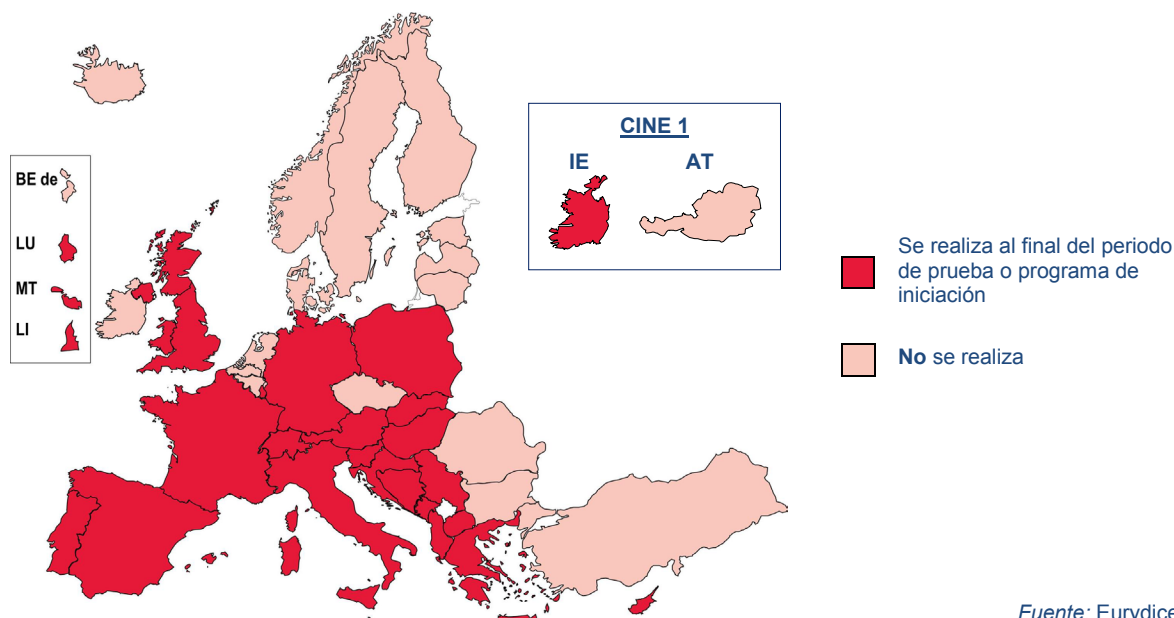 CINE 1
IE
AT
BE de
LU
MT
LI
Se realiza al final del periodo
de prueba o programa de
iniciación
No se realiza
Fuente: Eurydice